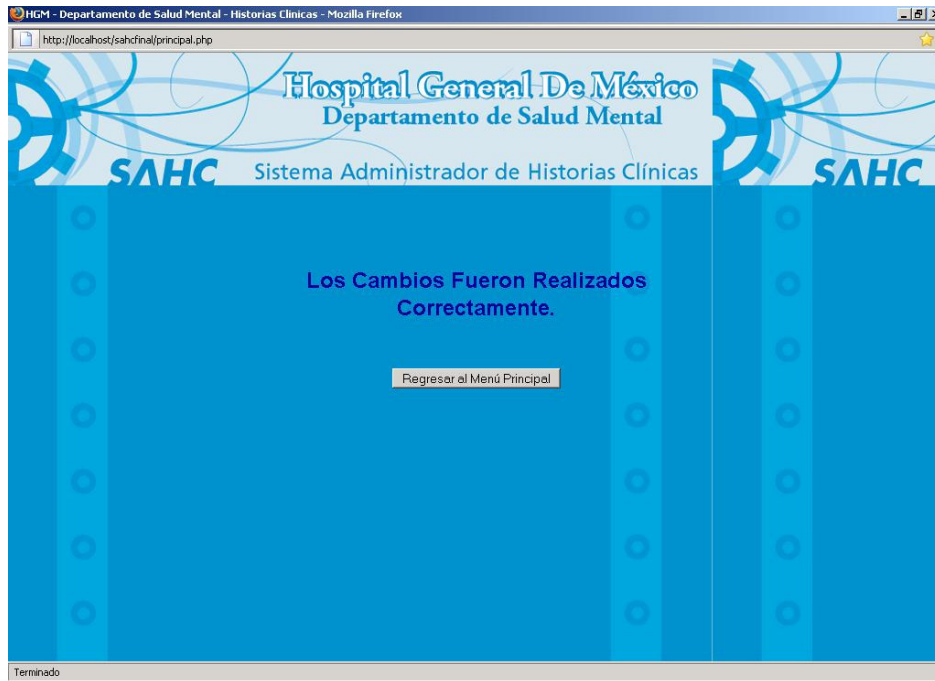 HGM - Departamento de Salud Mental - Historias Clinicas - Mozilla Firefox
http://localhost/sahcfinal/principal.php
Hospital General De México
Departamento de Salud Mental
SAHC Sistema Administrador de Historias Clínicas SAHC
Los Cambios Fueron Realizados
Correctamente.
Regresar al Menú Principal
Terminado